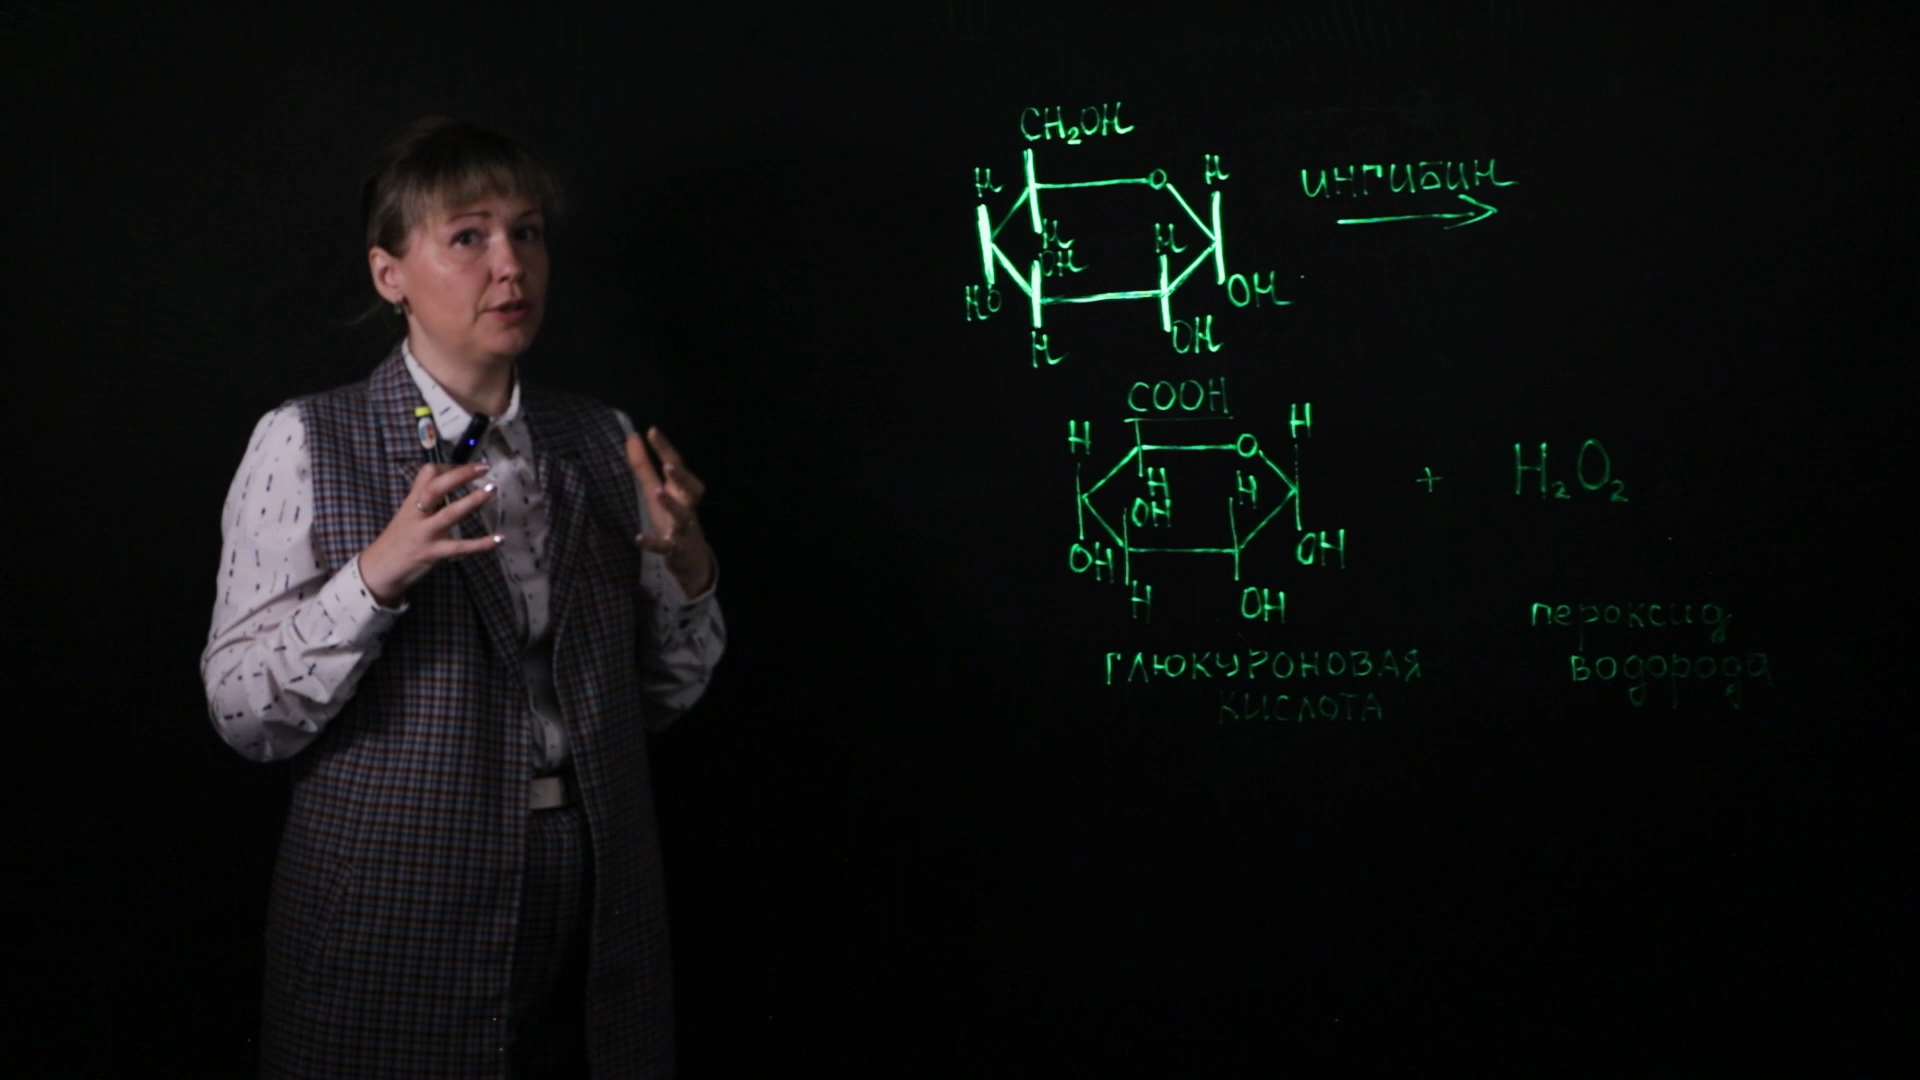 CH₂OH
H O H ингибин
H H
OH
HO OH
H OH
COOH
H O H
H H + H₂O₂
OH
OH OH
H OH
пероксид
водорода
ГЛЮКУРОНОВАЯ
КИСЛОТА